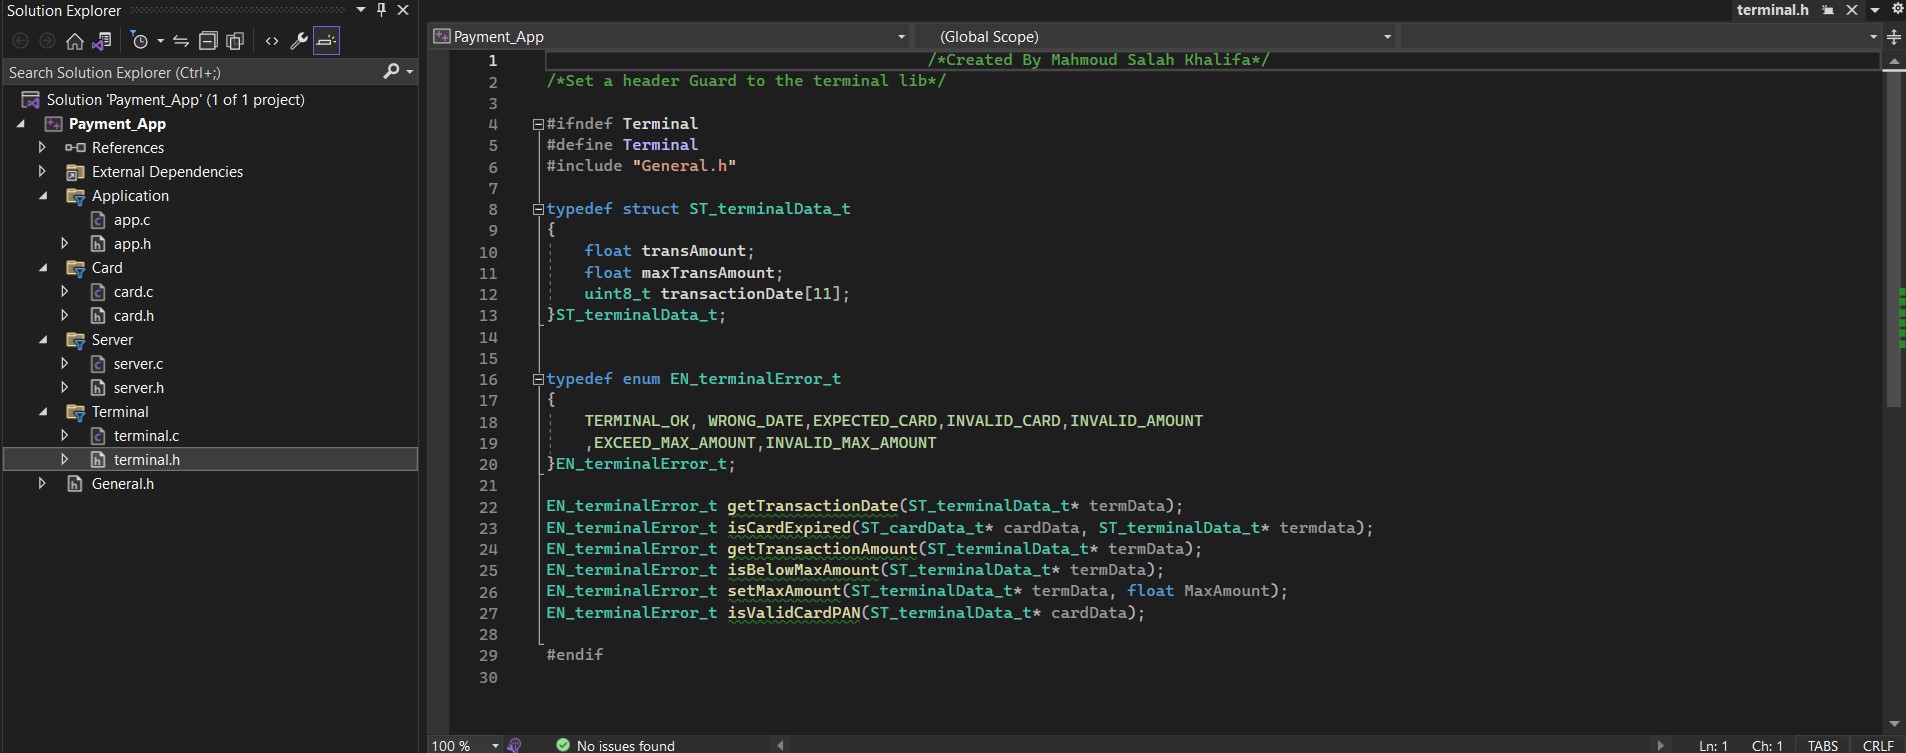 Solution Explorer
Search Solution Explorer (Ctrl+;)
Solution 'Payment_App' (1 of 1 project)
Payment_App
References
External Dependencies
Application
app.c
app.h
Card
card.c
card.h
Server
server.c
server.h
Terminal
terminal.c
terminal.h
General.h
terminal.h
Payment_App
(Global Scope)
1 /*Created By Mahmoud Salah Khalifa*/
2 /*Set a header Guard to the terminal lib*/
3
4 #ifndef Terminal
5 #define Terminal
6 #include "General.h"
7
8 typedef struct ST_terminalData_t
9 {
10 float transAmount;
11 float maxTransAmount;
12 uint8_t transactionDate[11];
13 }ST_terminalData_t;
14
15
16 typedef enum EN_terminalError_t
17 {
18 TERMINAL_OK, WRONG_DATE,EXPECTED_CARD,INVALID_CARD,INVALID_AMOUNT
19 ,EXCEED_MAX_AMOUNT,INVALID_MAX_AMOUNT
20 }EN_terminalError_t;
21
22 EN_terminalError_t getTransactionDate(ST_terminalData_t* termData);
23 EN_terminalError_t isCardExpired(ST_cardData_t* cardData, ST_terminalData_t* termdata);
24 EN_terminalError_t getTransactionAmount(ST_terminalData_t* termData);
25 EN_terminalError_t isBelowMaxAmount(ST_terminalData_t* termData);
26 EN_terminalError_t setMaxAmount(ST_terminalData_t* termData, float MaxAmount);
27 EN_terminalError_t isValidCardPAN(ST_terminalData_t* cardData);
28
29 #endif
30
100 % No issues found Ln: 1 Ch: 1 TABS CRLF